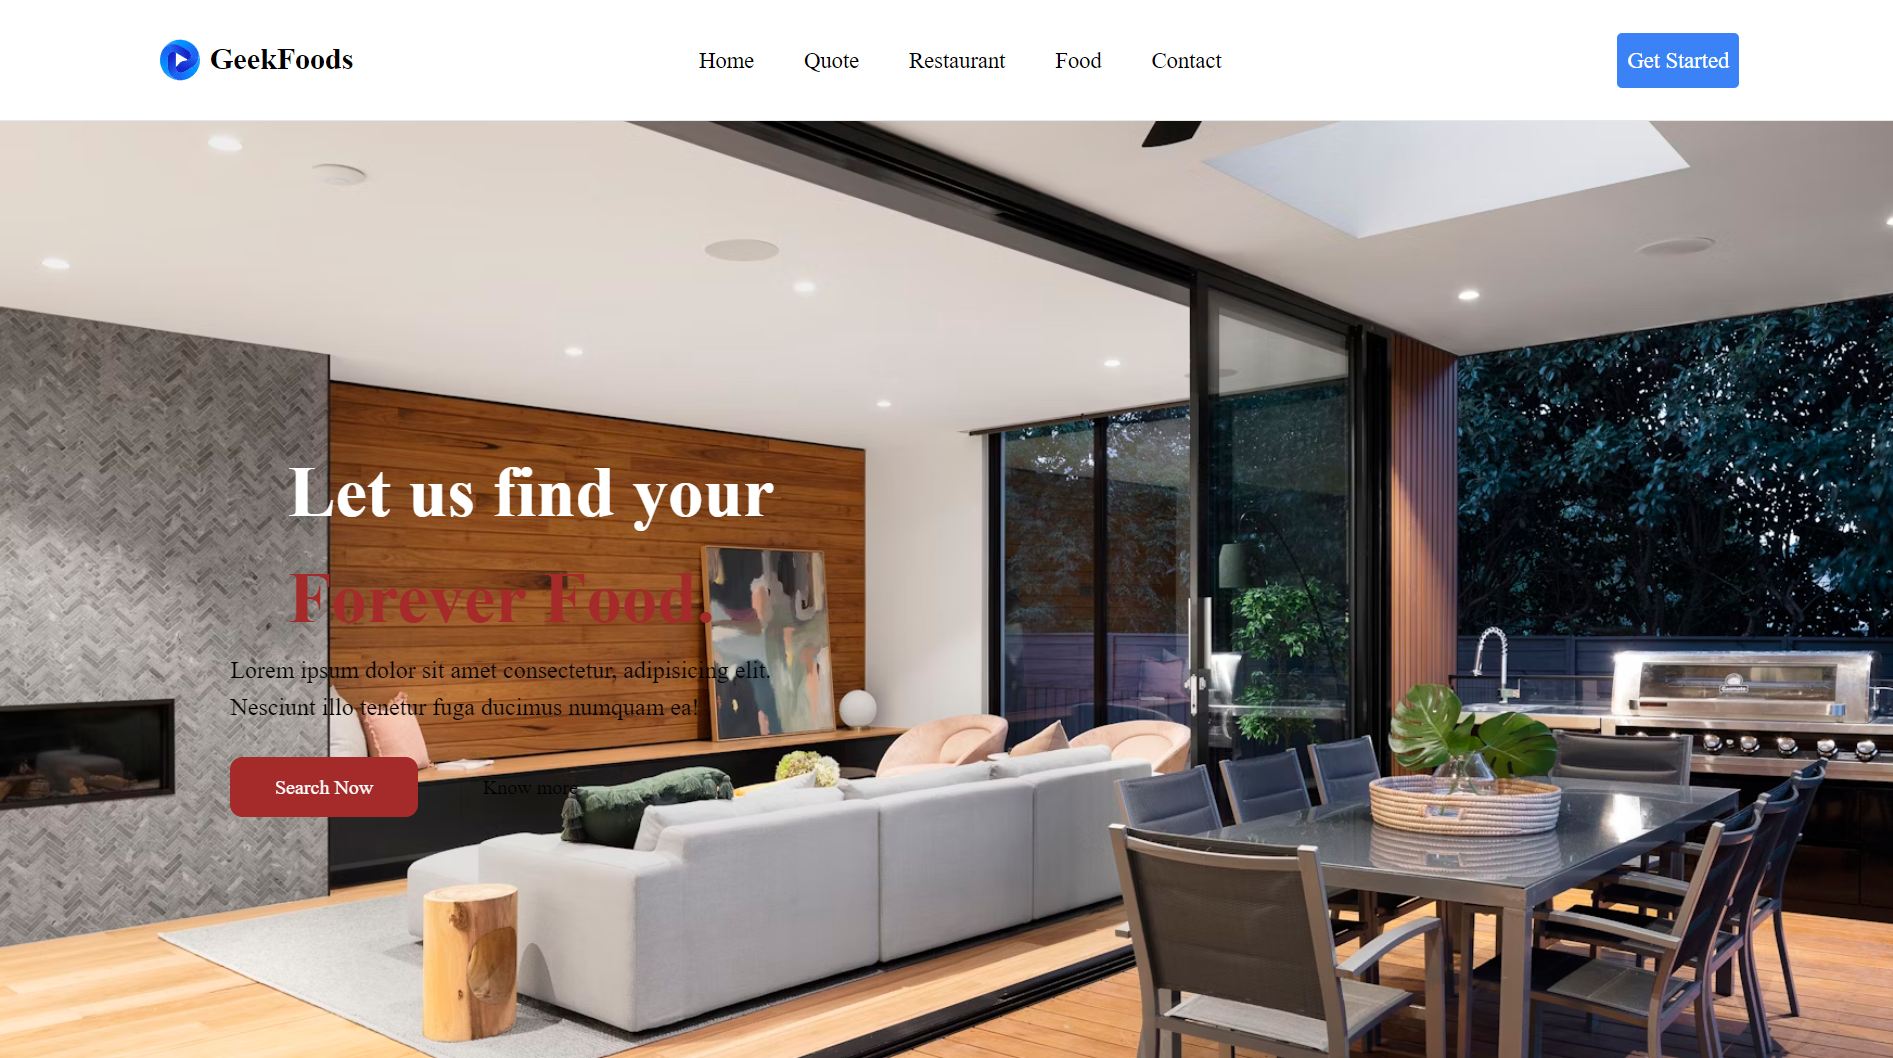 GeekFoods
Home Quote Restaurant Food Contact
Get Started
Let us find your
Forever Food.
Lorem ipsum dolor sit amet consectetur, adipisicing elit.
Nesciunt illo tenetur fuga ducimus numquam ea!
Search Now
Know more